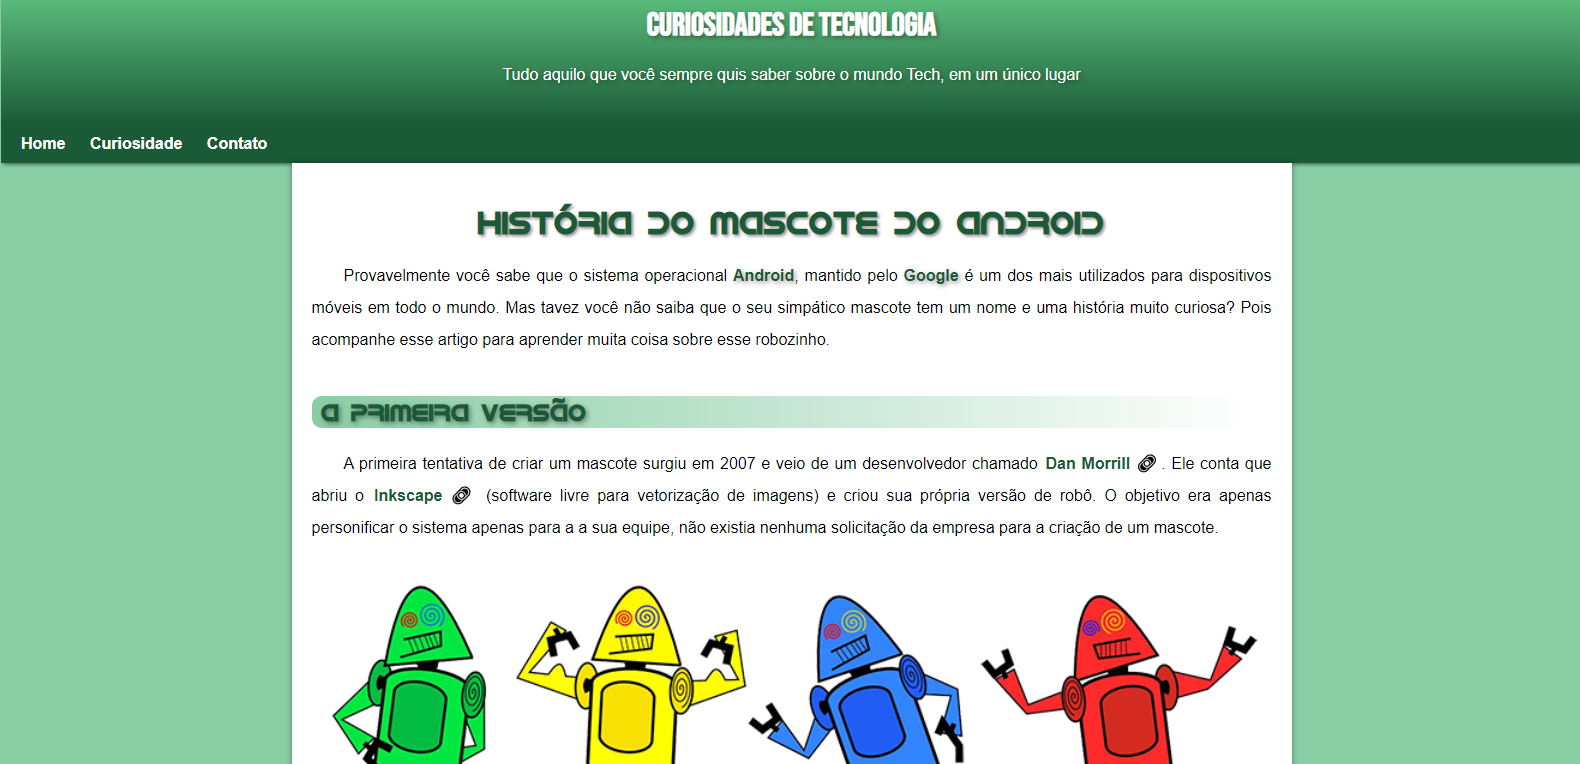 CURIOSIDADES DE TECNOLOGIA
Tudo aquilo que você sempre quis saber sobre o mundo Tech, em um único lugar
Home Curiosidade Contato
HISTÓRIA DO MASCOTE DO ANDROID
Provavelmente você sabe que o sistema operacional Android, mantido pelo Google é um dos mais utilizados para dispositivos
móveis em todo o mundo. Mas tavez você não saiba que o seu simpático mascote tem um nome e uma história muito curiosa? Pois
acompanhe esse artigo para aprender muita coisa sobre esse robozinho.
A PRIMEIRA VERSÃO
A primeira tentativa de criar um mascote surgiu em 2007 e veio de um desenvolvedor chamado Dan Morrill . Ele conta que
abriu o Inkscape (software livre para vetorização de imagens) e criou sua própria versão de robô. O objetivo era apenas
personificar o sistema apenas para a a sua equipe, não existia nenhuma solicitação da empresa para a criação de um mascote.